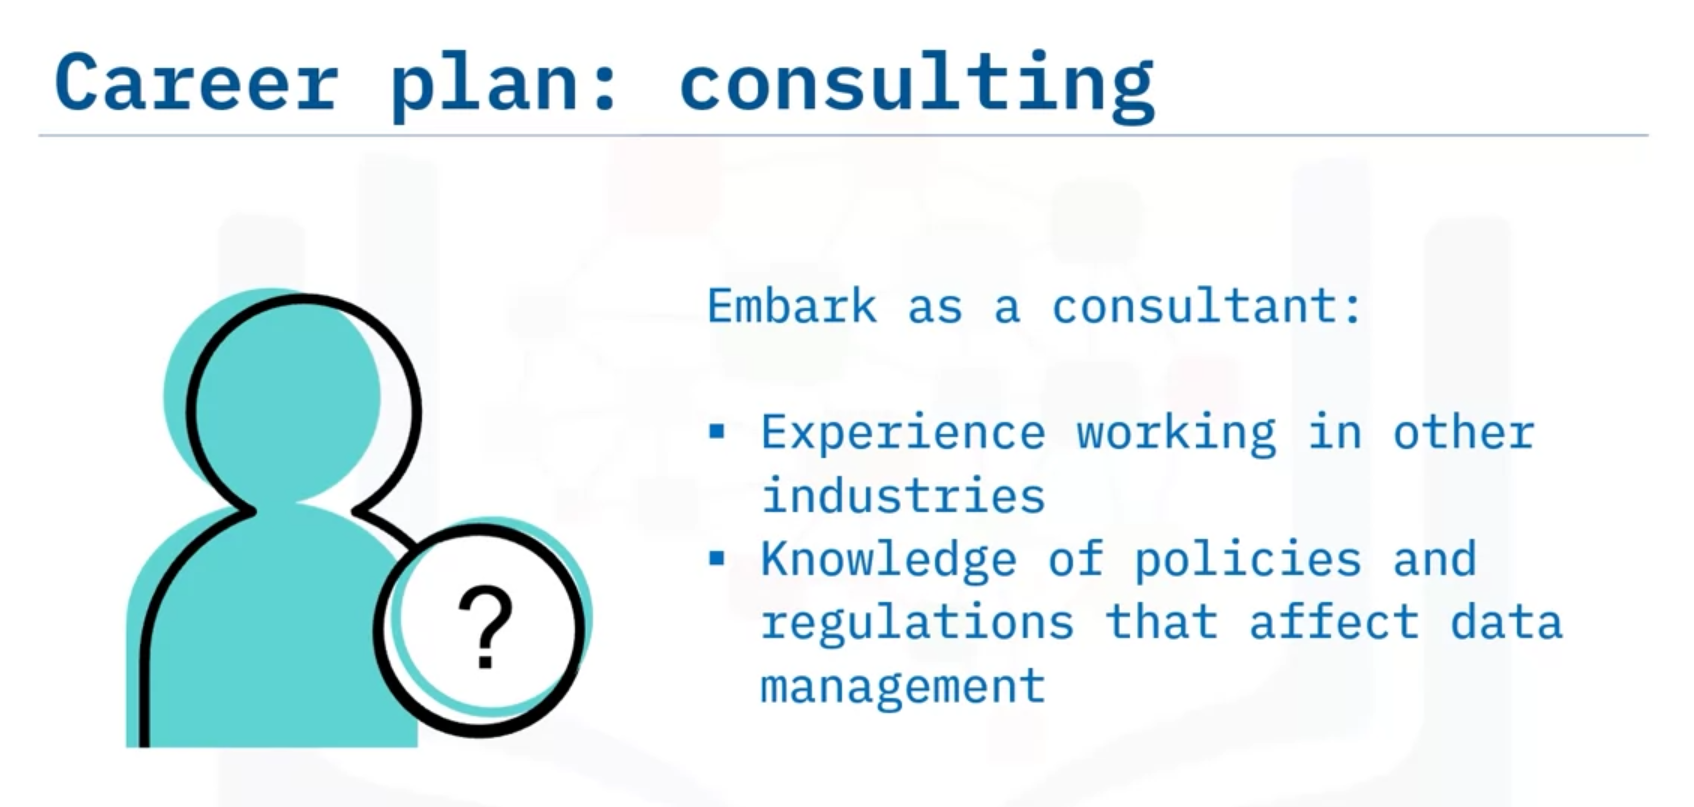 Career plan: consulting
Embark as a consultant:
▪ Experience working in other
industries
▪ Knowledge of policies and
regulations that affect data
management
?